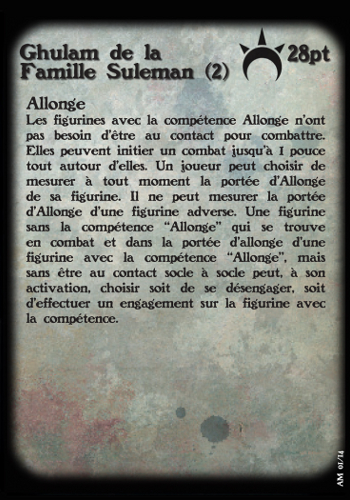 Ghulam de la
Famille Suleman (2)
28pt
Allonge
Les figurines avec la compétence Allonge n'ont
pas besoin d'être au contact pour combattre.
Elles peuvent initier un combat jusqu'à 1 pouce
tout autour d'elles. Un joueur peut choisir de
mesurer à tout moment la portée d'Allonge
de sa figurine. Il ne peut mesurer la portée
d'Allonge d'une figurine adverse. Une figurine
sans la compétence "Allonge" qui se trouve
en combat et dans la portée d'allonge d'une
figurine avec la compétence "Allonge", mais
sans être au contact socle à socle peut, à son
activation, choisir soit de se désengager, soit
d'effectuer un engagement sur la figurine avec
la compétence.
AM 01/14